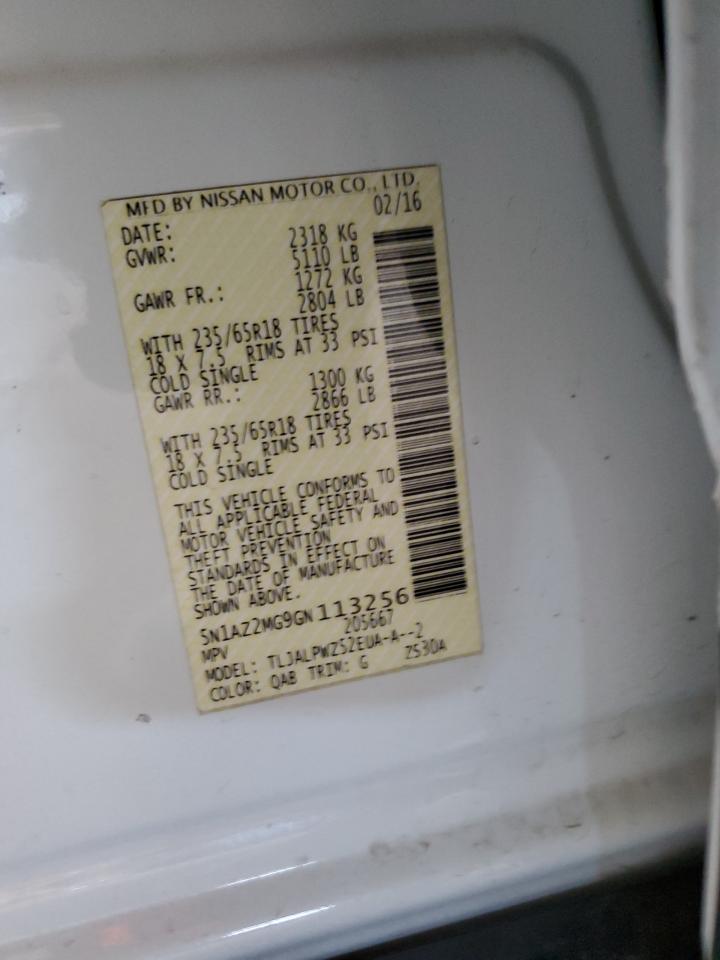 MFD BY NISSAN MOTOR CO., LTD.
DATE: 02/16
GVWR: 2318 KG
5110 LB
GAWR FR.: 1272 KG
2804 LB
WITH 235/65R18 TIRES
18 X 7.5 RIMS AT 33 PSI
COLD SINGLE
GAWR RR.: 1300 KG
2866 LB
WITH 235/65R18 TIRES
18 X 7.5 RIMS AT 33 PSI
COLD SINGLE
THIS VEHICLE CONFORMS TO
ALL APPLICABLE FEDERAL
MOTOR VEHICLE SAFETY AND
THEFT PREVENTION
STANDARDS IN EFFECT ON
THE DATE OF MANUFACTURE
SHOWN ABOVE.
5N1AZ2MG9GN113256
MPV 205667
MODEL: TLJALPWZ52EUA-A--2
COLOR: QAB TRIM: G Z530A